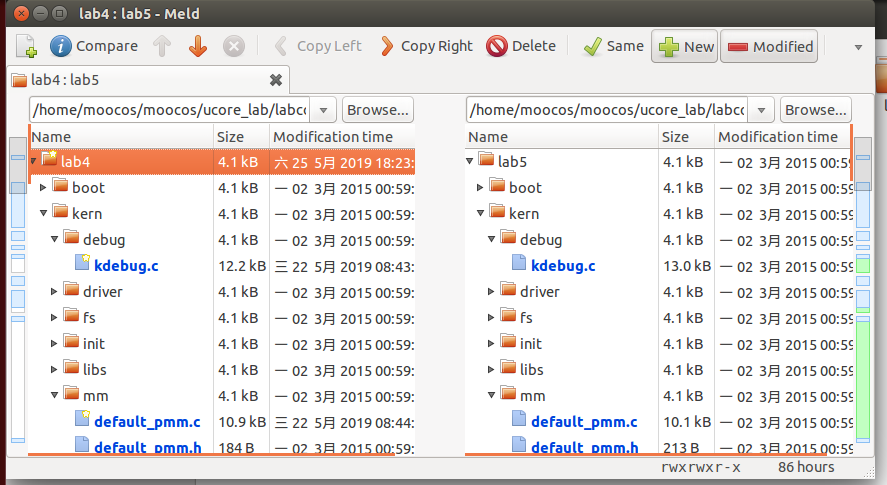 lab4 : lab5 - Meld
Compare Copy Left Copy Right Delete Same New Modified
lab4 : lab5
/home/moocos/moocos/ucore_lab/labco Browse... /home/moocos/moocos/ucore_lab/labco Browse...
Name Size Modification time Name Size Modification time
lab4 4.1 kB 六 25 5月 2019 18:23: lab5 4.1 kB 一 02 3月 2015 00:59
boot 4.1 kB 一 02 3月 2015 00:59: boot 4.1 kB 一 02 3月 2015 00:59
kern 4.1 kB 一 02 3月 2015 00:59: kern 4.1 kB 一 02 3月 2015 00:59
debug 4.1 kB 一 02 3月 2015 00:59: debug 4.1 kB 一 02 3月 2015 00:59
kdebug.c 12.2 kB 三 22 5月 2019 08:43: kdebug.c 13.0 kB 一 02 3月 2015 00:59
driver 4.1 kB 一 02 3月 2015 00:59: driver 4.1 kB 一 02 3月 2015 00:59
fs 4.1 kB 一 02 3月 2015 00:59: fs 4.1 kB 一 02 3月 2015 00:59
init 4.1 kB 一 02 3月 2015 00:59: init 4.1 kB 一 02 3月 2015 00:59
libs 4.1 kB 一 02 3月 2015 00:59: libs 4.1 kB 一 02 3月 2015 00:59
mm 4.1 kB 一 02 3月 2015 00:59: mm 4.1 kB 一 02 3月 2015 00:59
default_pmm.c 10.9 kB 三 22 5月 2019 08:44: default_pmm.c 10.1 kB 一 02 3月 2015 00:59
default_pmm.h 184 B 一 02 3月 2015 00:59: default_pmm.h 213 B 一 02 3月 2015 00:59
rwxrwxr-x 86 hours